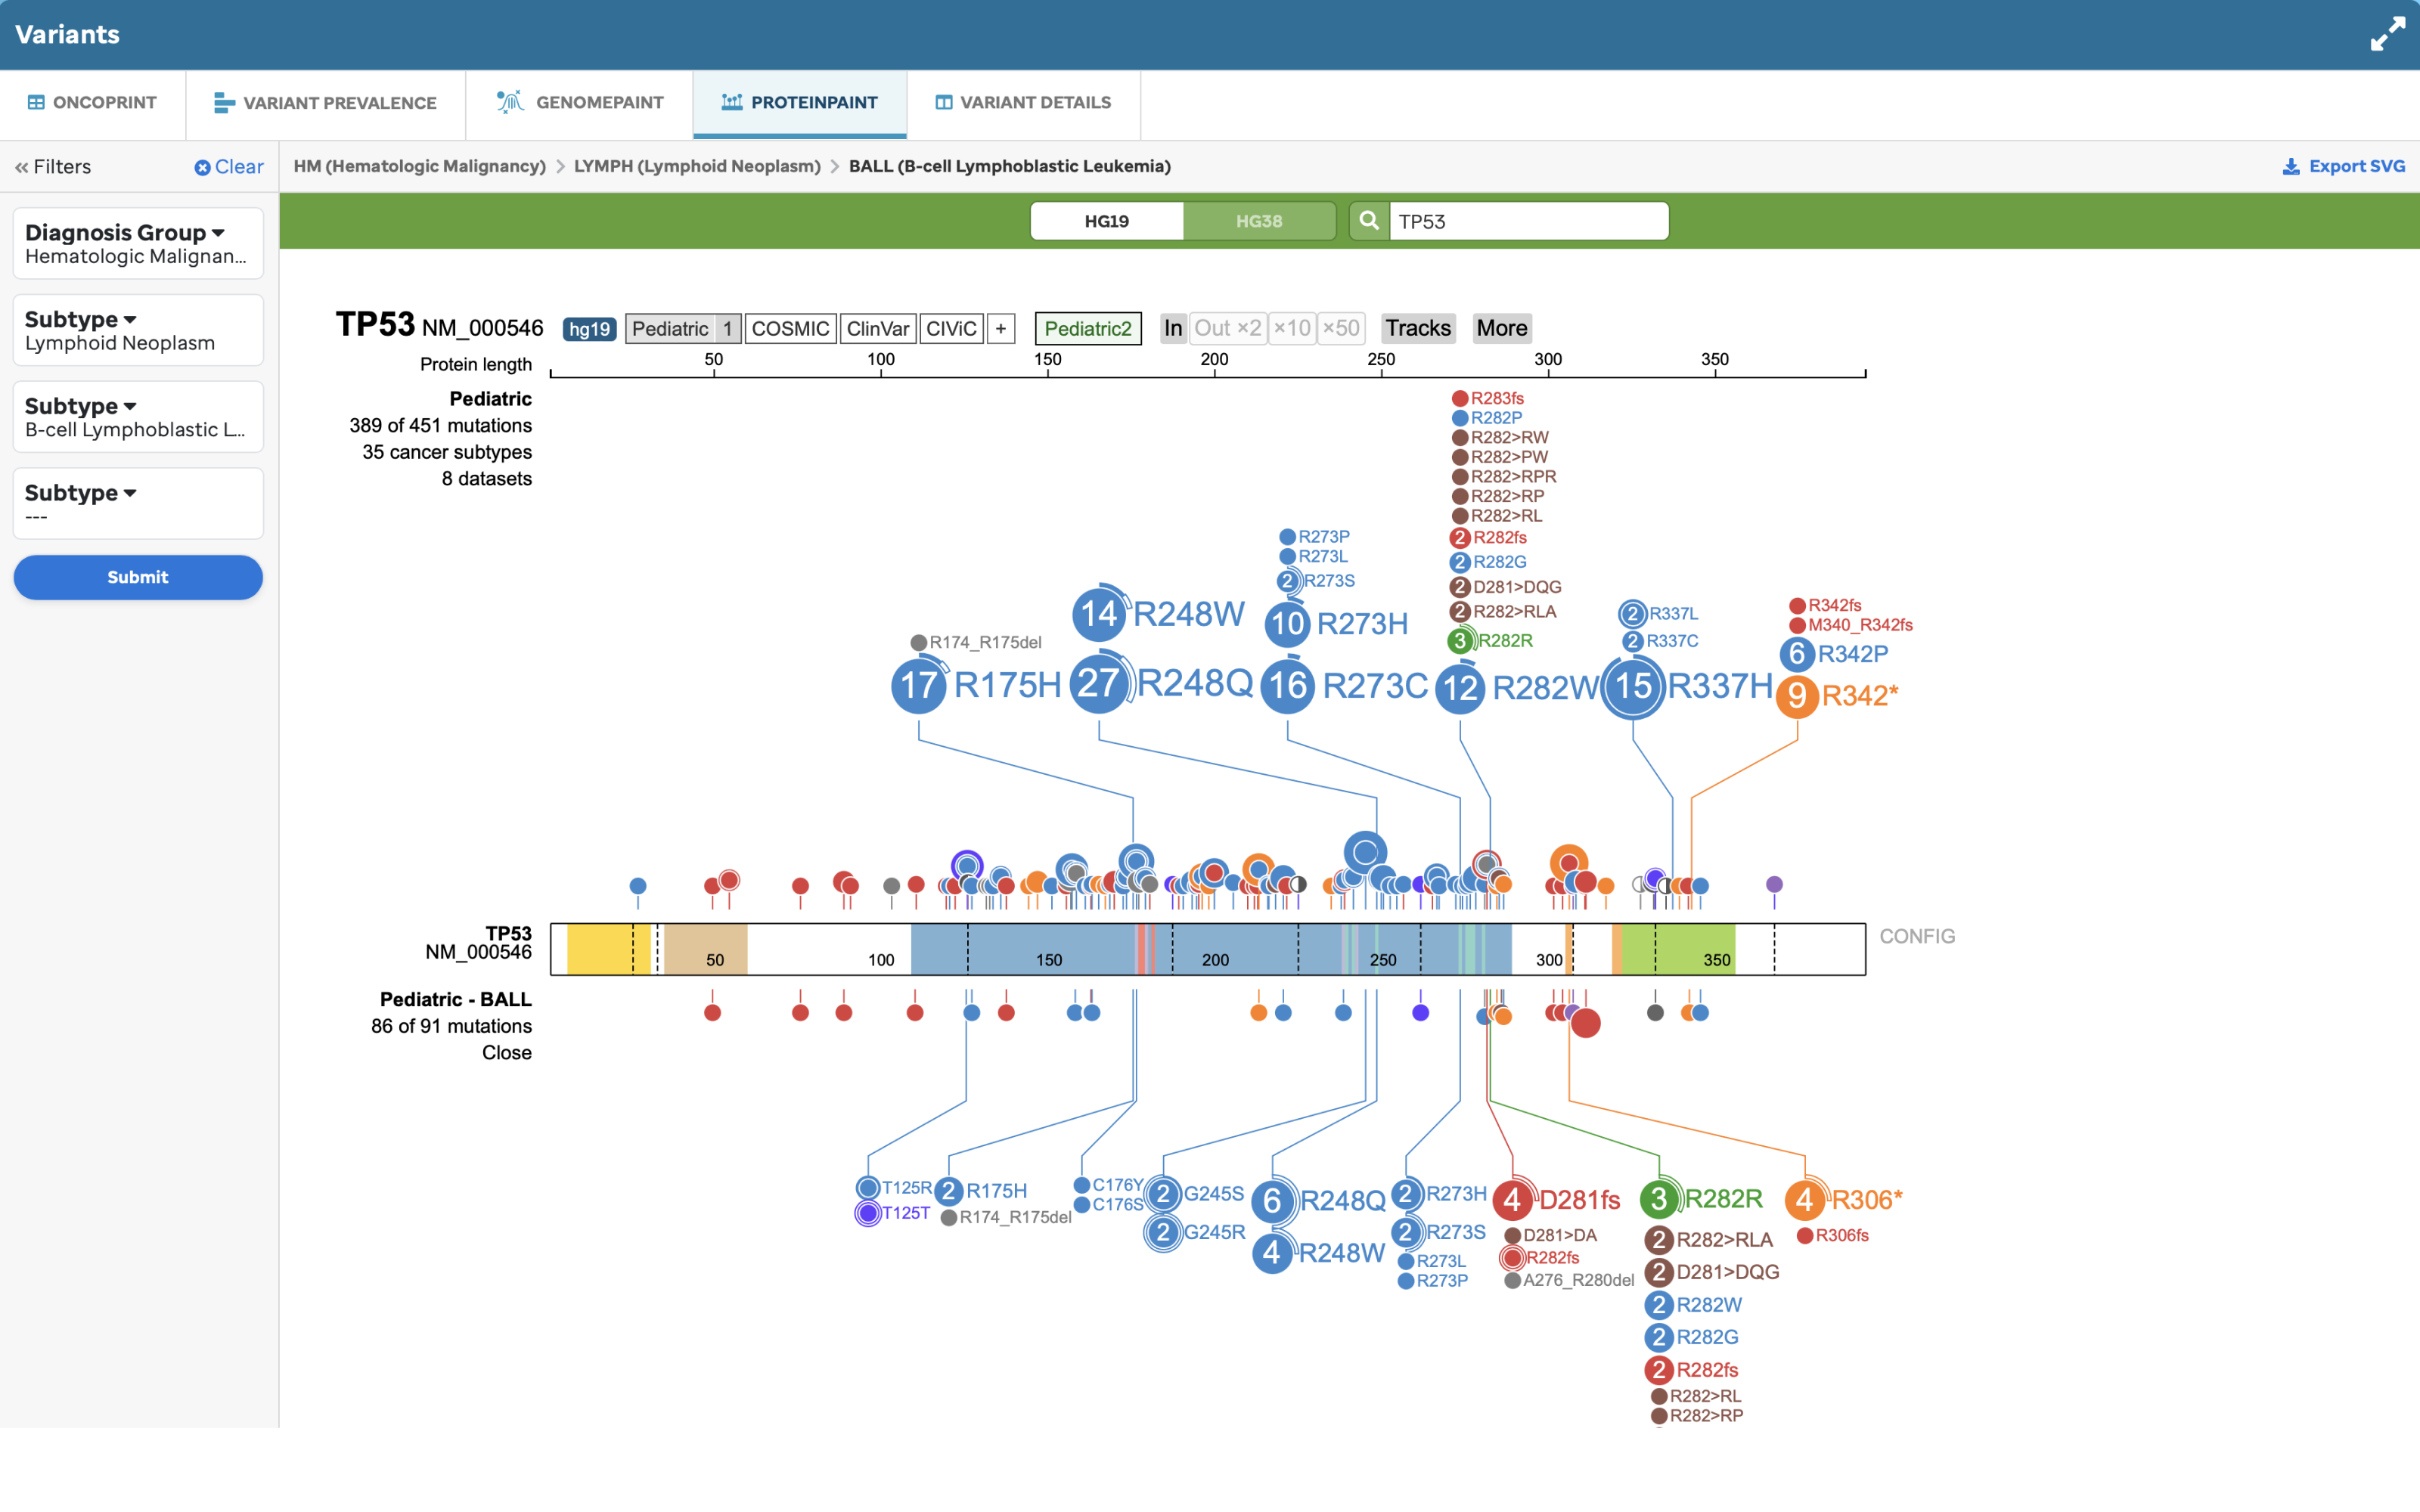 Variants
ONCOPRINT
VARIANT PREVALENCE
GENOMEPAINT
PROTEINPAINT
VARIANT DETAILS
« Filters
Clear
HM (Hematologic Malignancy) > LYMPH (Lymphoid Neoplasm) > BALL (B-cell Lymphoblastic Leukemia)
Export SVG
Diagnosis Group
Hematologic Malignan...
Subtype
Lymphoid Neoplasm
Subtype
B-cell Lymphoblastic L...
Subtype
---
Submit
HG19
HG38
TP53
TP53 NM_000546 hg19 Pediatric 1 COSMIC ClinVar CIViC + Pediatric2 In Out ×2 ×10 ×50 Tracks More
Protein length
50 100 150 200 250 300 350
Pediatric
389 of 451 mutations
35 cancer subtypes
8 datasets
R283fs
R282P
R282>RW
R282>PW
R282>RPR
R282>RP
R282>RL
2 R282fs
2 R282G
2 D281>DQG
2 R282>RLA
3 R282R
12 R282W
R273P
R273L
2 R273S
10 R273H
16 R273C
14 R248W
27 R248Q
R174_R175del
17 R175H
2 R337L
2 R337C
15 R337H
R342fs
M340_R342fs
6 R342P
9 R342*
TP53
NM_000546
50 100 150 200 250 300 350
CONFIG
Pediatric - BALL
86 of 91 mutations
Close
T125R
T125T
2 R175H
R174_R175del
C176Y
C176S
2 G245S
2 G245R
6 R248Q
4 R248W
2 R273H
2 R273S
R273L
R273P
4 D281fs
D281>DA
R282fs
A276_R280del
3 R282R
2 R282>RLA
2 D281>DQG
2 R282W
2 R282G
2 R282fs
R282>RL
R282>RP
4 R306*
R306fs